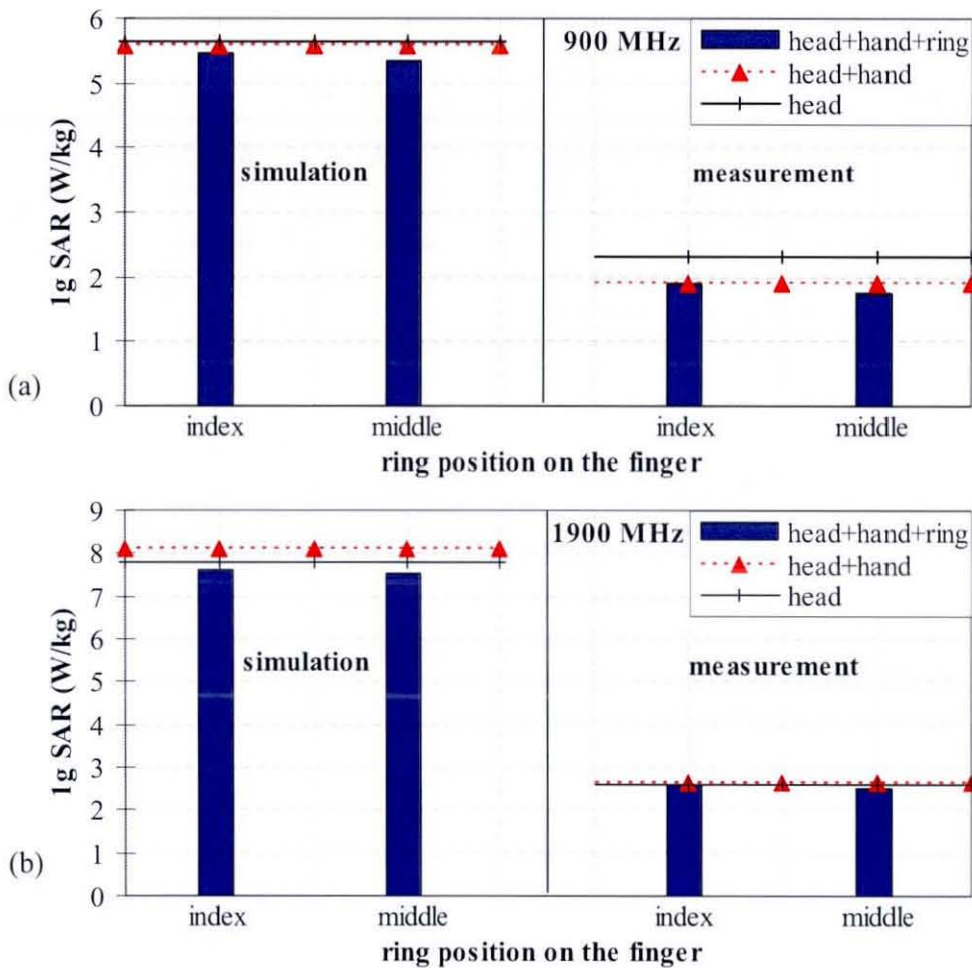 6
5
4
3
2
1
0
1g SAR (W/kg)
(a)
900 MHz
head+hand+ring
head+hand
head
simulation
measurement
index
middle
index
middle
ring position on the finger
9
8
7
6
5
4
3
2
1
0
1g SAR (W/kg)
(b)
1900 MHz
head+hand+ring
head+hand
head
simulation
measurement
index
middle
index
middle
ring position on the finger